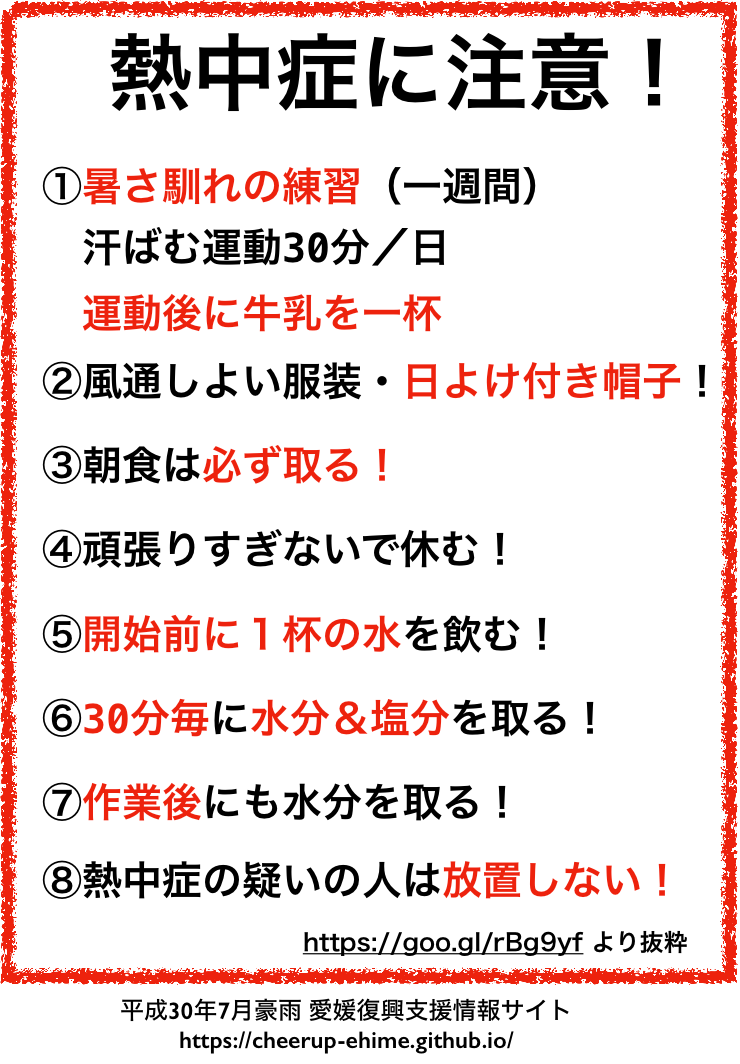 熱中症に注意！
①暑さ馴れの練習（一週間）
汗ばむ運動30分／日
運動後に牛乳を一杯
②風通しよい服装・日よけ付き帽子！
③朝食は必ず取る！
④頑張りすぎないで休む！
⑤開始前に１杯の水を飲む！
⑥30分毎に水分＆塩分を取る！
⑦作業後にも水分を取る！
⑧熱中症の疑いの人は放置しない！
https://goo.gl/rBg9yf より抜粋
平成30年7月豪雨 愛媛復興支援情報サイト
https://cheerup-ehime.github.io/